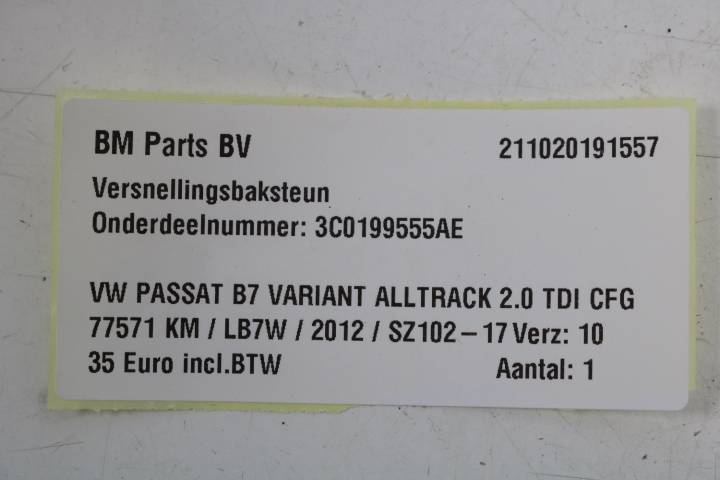 BM Parts BV 211020191557
Versnellingsbaksteun
Onderdeelnummer: 3C0199555AE
VW PASSAT B7 VARIANT ALLTRACK 2.0 TDI CFG
77571 KM / LB7W / 2012 / SZ102-17 Verz: 10
35 Euro incl.BTW Aantal: 1